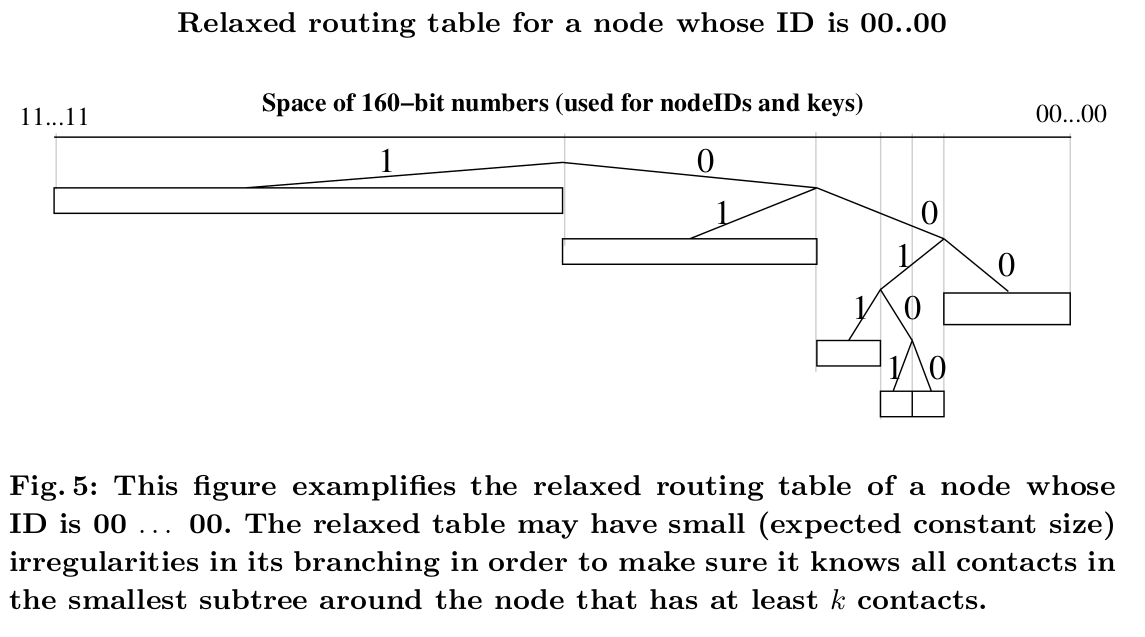 Relaxed routing table for a node whose ID is 00..00
Space of 160−bit numbers (used for nodeIDs and keys)
11...11
00...00
1
0
1
0
1
0
1
0
1
0
Fig. 5: This figure examplifies the relaxed routing table of a node whose
ID is 00 ... 00. The relaxed table may have small (expected constant size)
irregularities in its branching in order to make sure it knows all contacts in
the smallest subtree around the node that has at least k contacts.